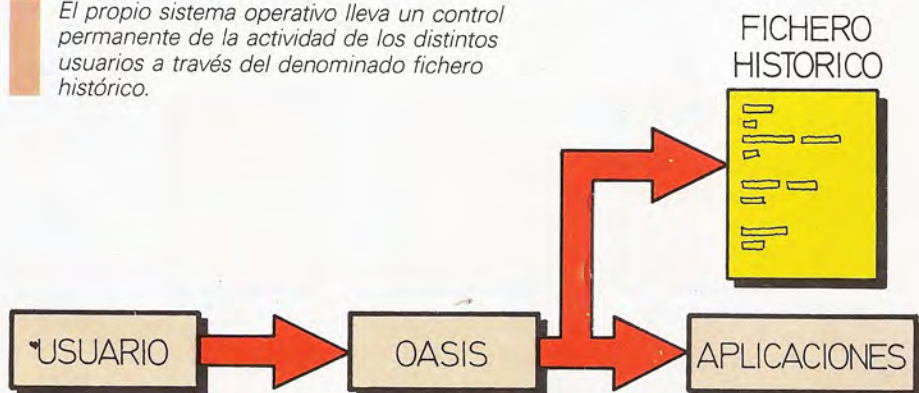 El propio sistema operativo lleva un control
permanente de la actividad de los distintos
usuarios a través del denominado fichero
histórico.
FICHERO
HISTORICO
USUARIO
OASIS
APLICACIONES